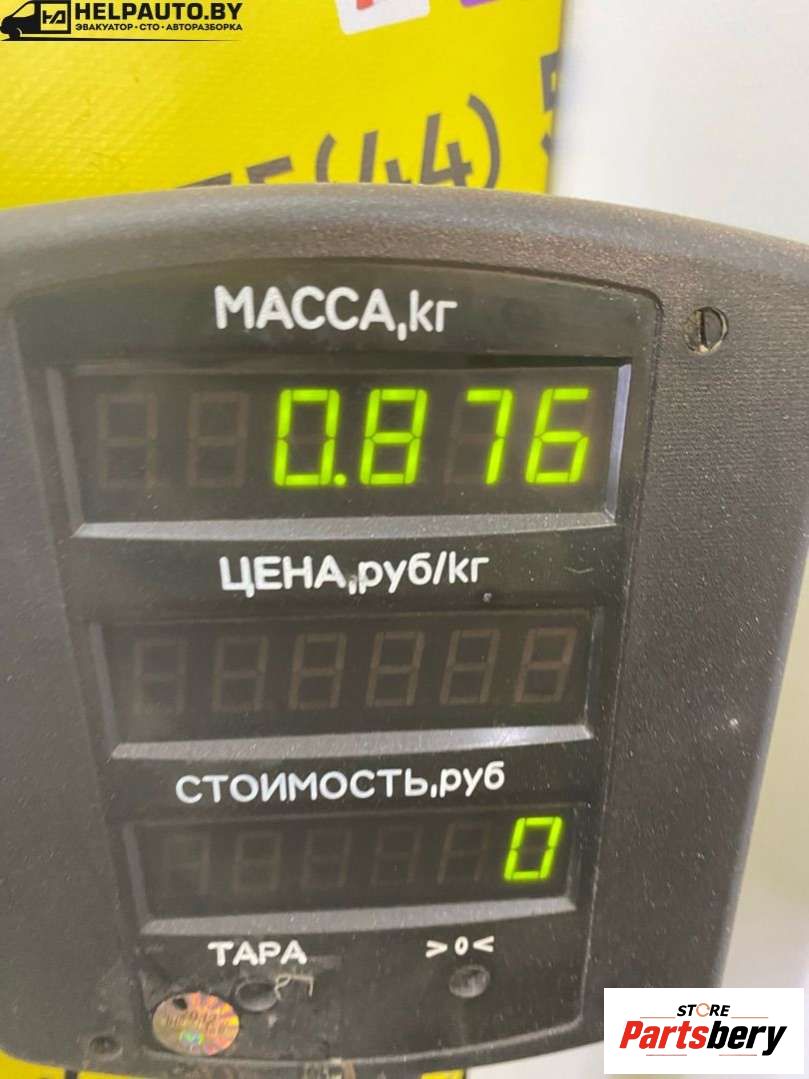 HELPAUTO.BY
ЭВАКУАТОР•СТО•АВТОРАЗБОРКА
(44)
МАССА,кг
0.876
ЦЕНА,руб/кг
СТОИМОСТЬ,руб
0
ТАРА
>0<
STORE
Partsbery